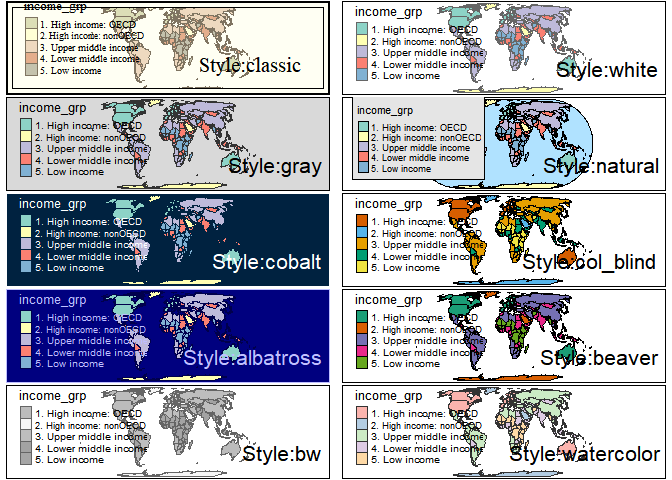 income_grp
1. High income: OECD
2. High income: nonOECD
3. Upper middle income
4. Lower middle income
5. Low income
Style:classic
income_grp
1. High income: OECD
2. High income: nonOECD
3. Upper middle income
4. Lower middle income
5. Low income
Style:white
income_grp
1. High income: OECD
2. High income: nonOECD
3. Upper middle income
4. Lower middle income
5. Low income
Style:gray
income_grp
1. High income: OECD
2. High income: nonOECD
3. Upper middle income
4. Lower middle income
5. Low income
Style:natural
income_grp
1. High income: OECD
2. High income: nonOECD
3. Upper middle income
4. Lower middle income
5. Low income
Style:cobalt
income_grp
1. High income: OECD
2. High income: nonOECD
3. Upper middle income
4. Lower middle income
5. Low income
Style:col_blind
income_grp
1. High income: OECD
2. High income: nonOECD
3. Upper middle income
4. Lower middle income
5. Low income
Style:albatross
income_grp
1. High income: OECD
2. High income: nonOECD
3. Upper middle income
4. Lower middle income
5. Low income
Style:beaver
income_grp
1. High income: OECD
2. High income: nonOECD
3. Upper middle income
4. Lower middle income
5. Low income
Style:bw
income_grp
1. High income: OECD
2. High income: nonOECD
3. Upper middle income
4. Lower middle income
5. Low income
Style:watercolor